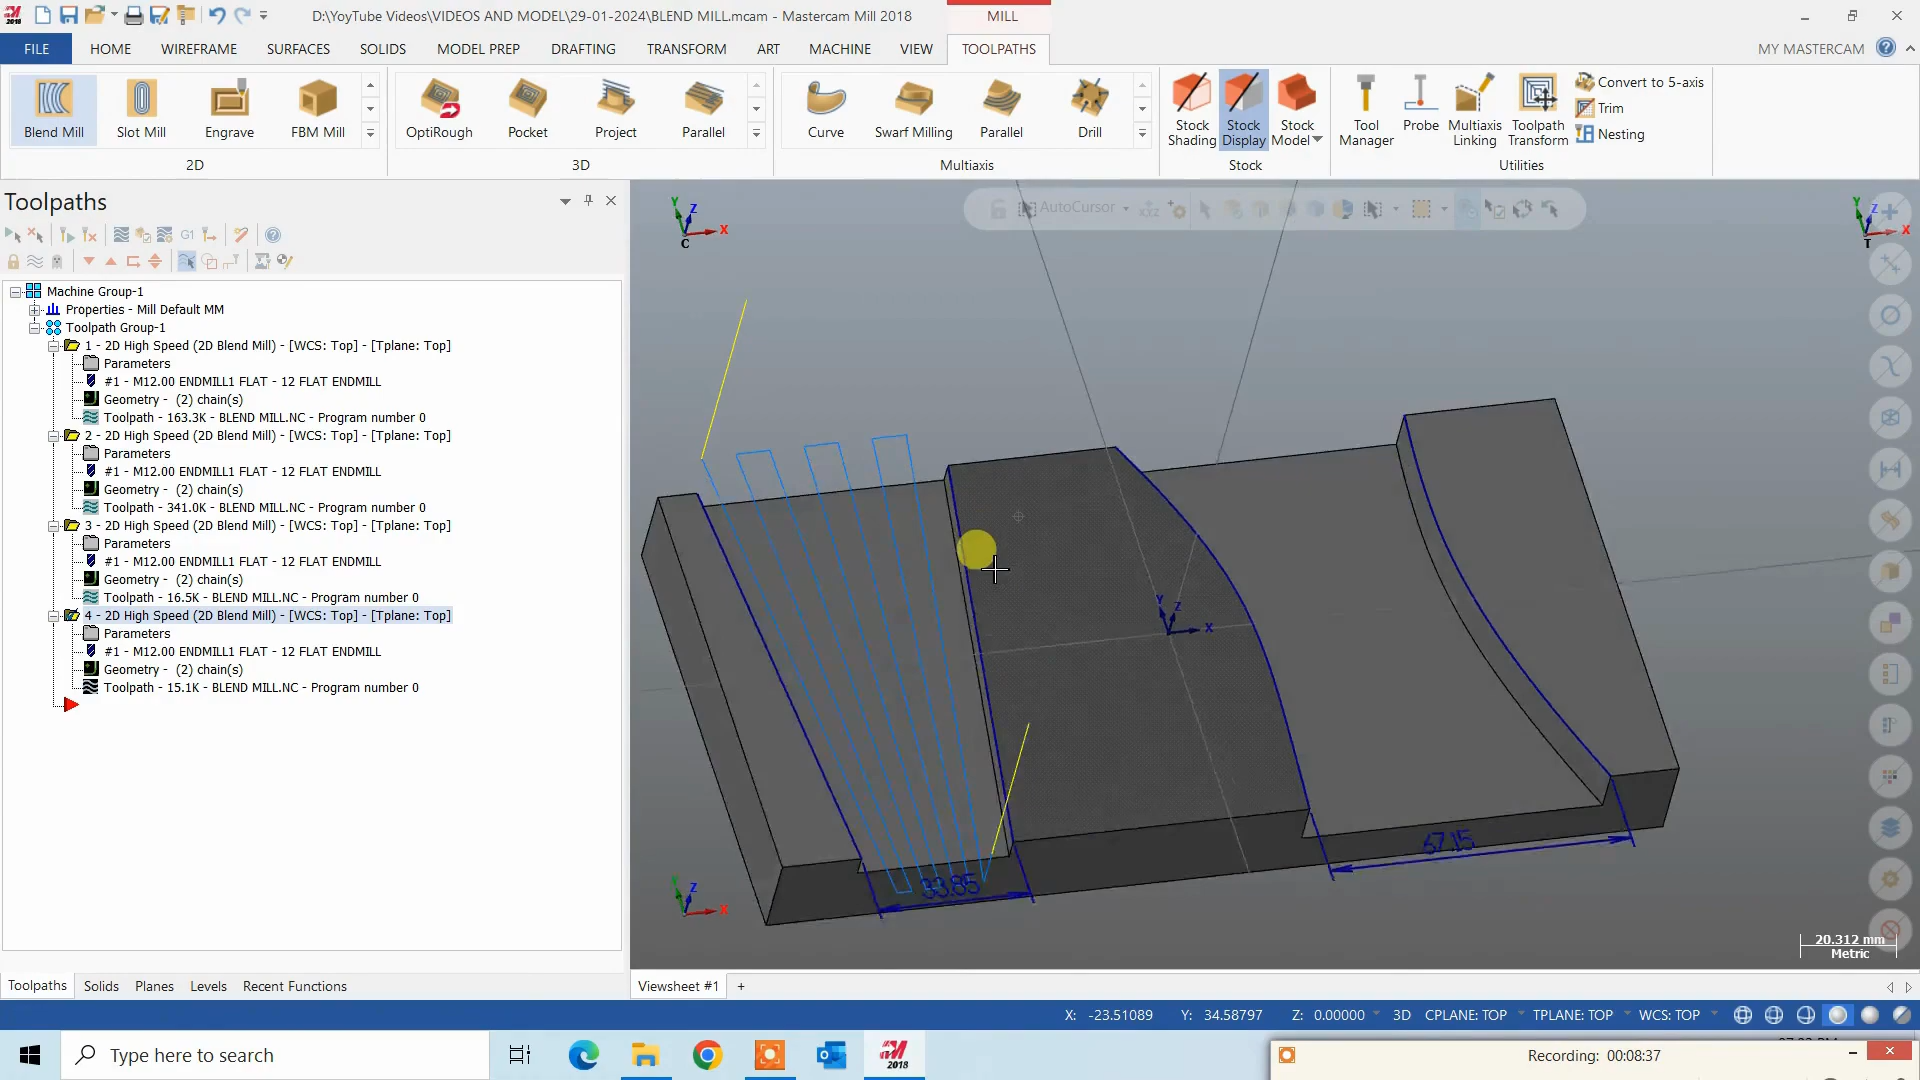 D:\YoyTube Videos\VIDEOS AND MODEL\29-01-2024\BLEND MILL.mcam - Mastercam Mill 2018
MILL
FILE HOME WIREFRAME SURFACES SOLIDS MODEL PREP DRAFTING TRANSFORM ART MACHINE VIEW TOOLPATHS MY MASTERCAM
Blend Mill Slot Mill Engrave FBM Mill
2D
OptiRough Pocket Project Parallel
3D
Curve Swarf Milling Parallel Drill
Multiaxis
Stock Shading
Stock Display
Stock Model
Stock
Tool Manager
Probe
Multiaxis Linking
Toolpath Transform
Convert to 5-axis
Trim
Nesting
Utilities
Toolpaths
G1
Machine Group-1
Properties - Mill Default MM
Toolpath Group-1
1 - 2D High Speed (2D Blend Mill) - [WCS: Top] - [Tplane: Top]
Parameters
#1 - M12.00 ENDMILL1 FLAT - 12 FLAT ENDMILL
Geometry - (2) chain(s)
Toolpath - 163.3K - BLEND MILL.NC - Program number 0
2 - 2D High Speed (2D Blend Mill) - [WCS: Top] - [Tplane: Top]
Parameters
#1 - M12.00 ENDMILL1 FLAT - 12 FLAT ENDMILL
Geometry - (2) chain(s)
Toolpath - 341.0K - BLEND MILL.NC - Program number 0
3 - 2D High Speed (2D Blend Mill) - [WCS: Top] - [Tplane: Top]
Parameters
#1 - M12.00 ENDMILL1 FLAT - 12 FLAT ENDMILL
Geometry - (2) chain(s)
Toolpath - 16.5K - BLEND MILL.NC - Program number 0
4 - 2D High Speed (2D Blend Mill) - [WCS: Top] - [Tplane: Top]
Parameters
#1 - M12.00 ENDMILL1 FLAT - 12 FLAT ENDMILL
Geometry - (2) chain(s)
Toolpath - 15.1K - BLEND MILL.NC - Program number 0
AutoCursor
Y Z X C
Y Z X T
Y Z X
Y Z X
33.85
67.15
20.312 mm
Metric
Toolpaths Solids Planes Levels Recent Functions
Viewsheet #1 +
X: -23.51089 Y: 34.58797 Z: 0.00000 3D CPLANE: TOP TPLANE: TOP WCS: TOP
Type here to search
2018
Recording: 00:08:37